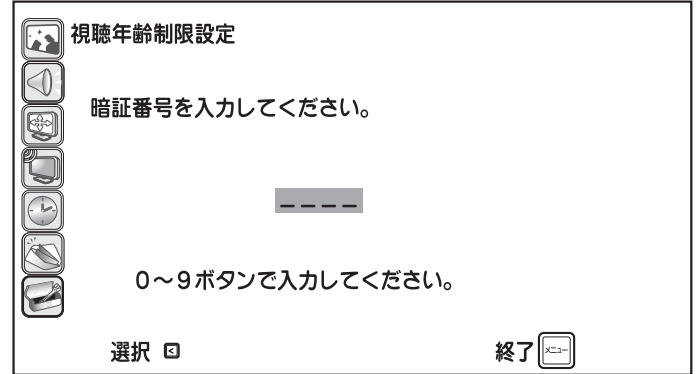 視聴年齢制限設定
暗証番号を入力してください。
_ _ _ _
0～9ボタンで入力してください。
選択
終了 メニュー